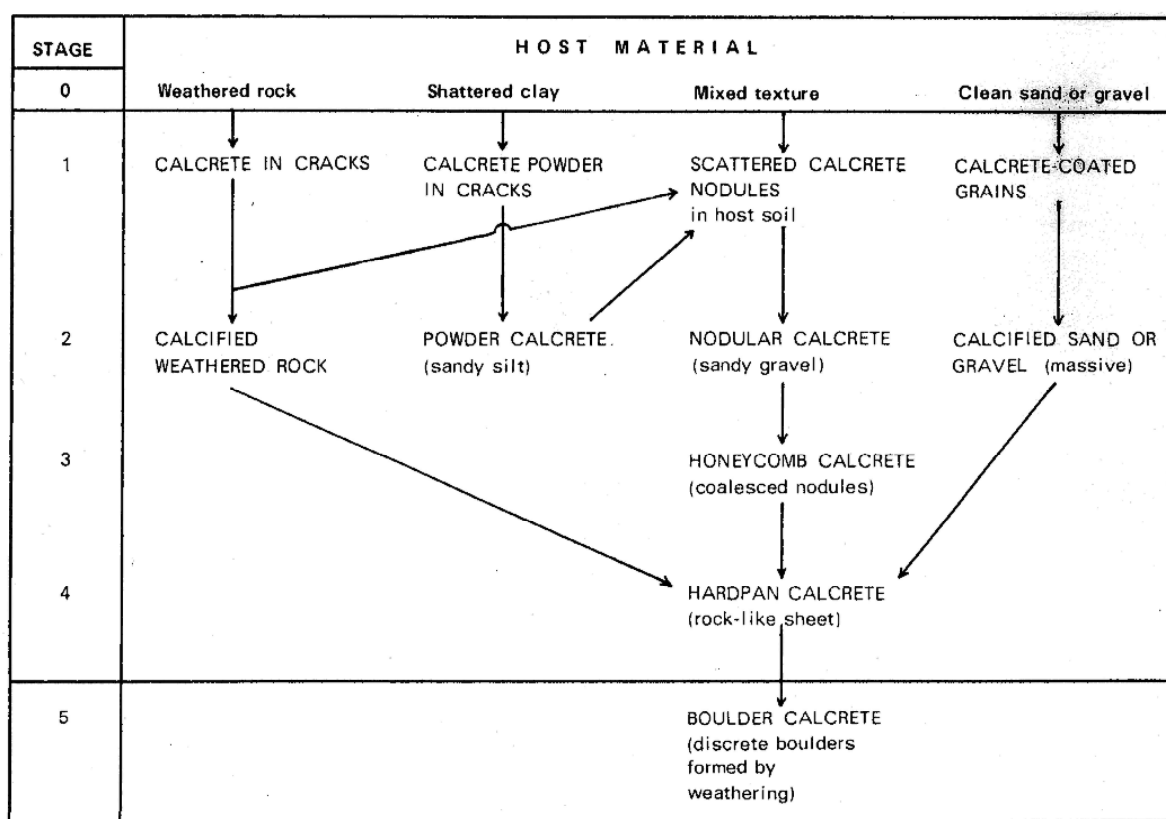 STAGE
HOST MATERIAL
0
Weathered rock
Shattered clay
Mixed texture
Clean sand or gravel
1
CALCRETE IN CRACKS
CALCRETE POWDER
IN CRACKS
SCATTERED CALCRETE
NODULES
in host soil
CALCRETE-COATED
GRAINS
2
CALCIFIED
WEATHERED ROCK
POWDER CALCRETE.
(sandy silt)
NODULAR CALCRETE
(sandy gravel)
CALCIFIED SAND OR
GRAVEL (massive)
3
HONEYCOMB CALCRETE
(coalesced nodules)
4
HARDPAN CALCRETE
(rock-like sheet)
5
BOULDER CALCRETE
(discrete boulders
formed by
weathering)